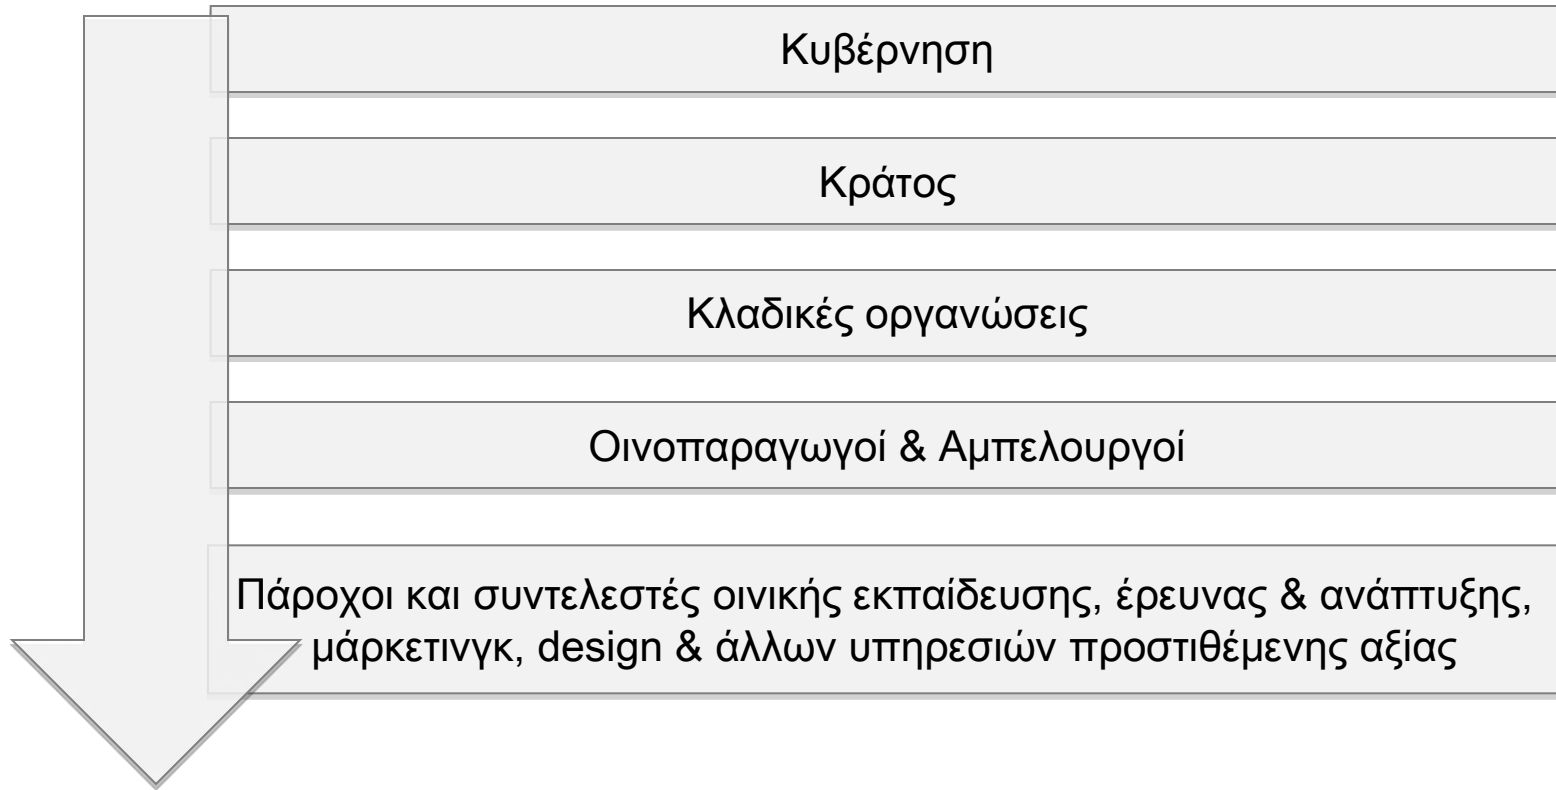 Κυβέρνηση
Κράτος
Κλαδικές οργανώσεις
Οινοπαραγωγοί & Αμπελουργοί
Πάροχοι και συντελεστές οινικής εκπαίδευσης, έρευνας & ανάπτυξης,
μάρκετινγκ, design & άλλων υπηρεσιών προστιθέμενης αξίας